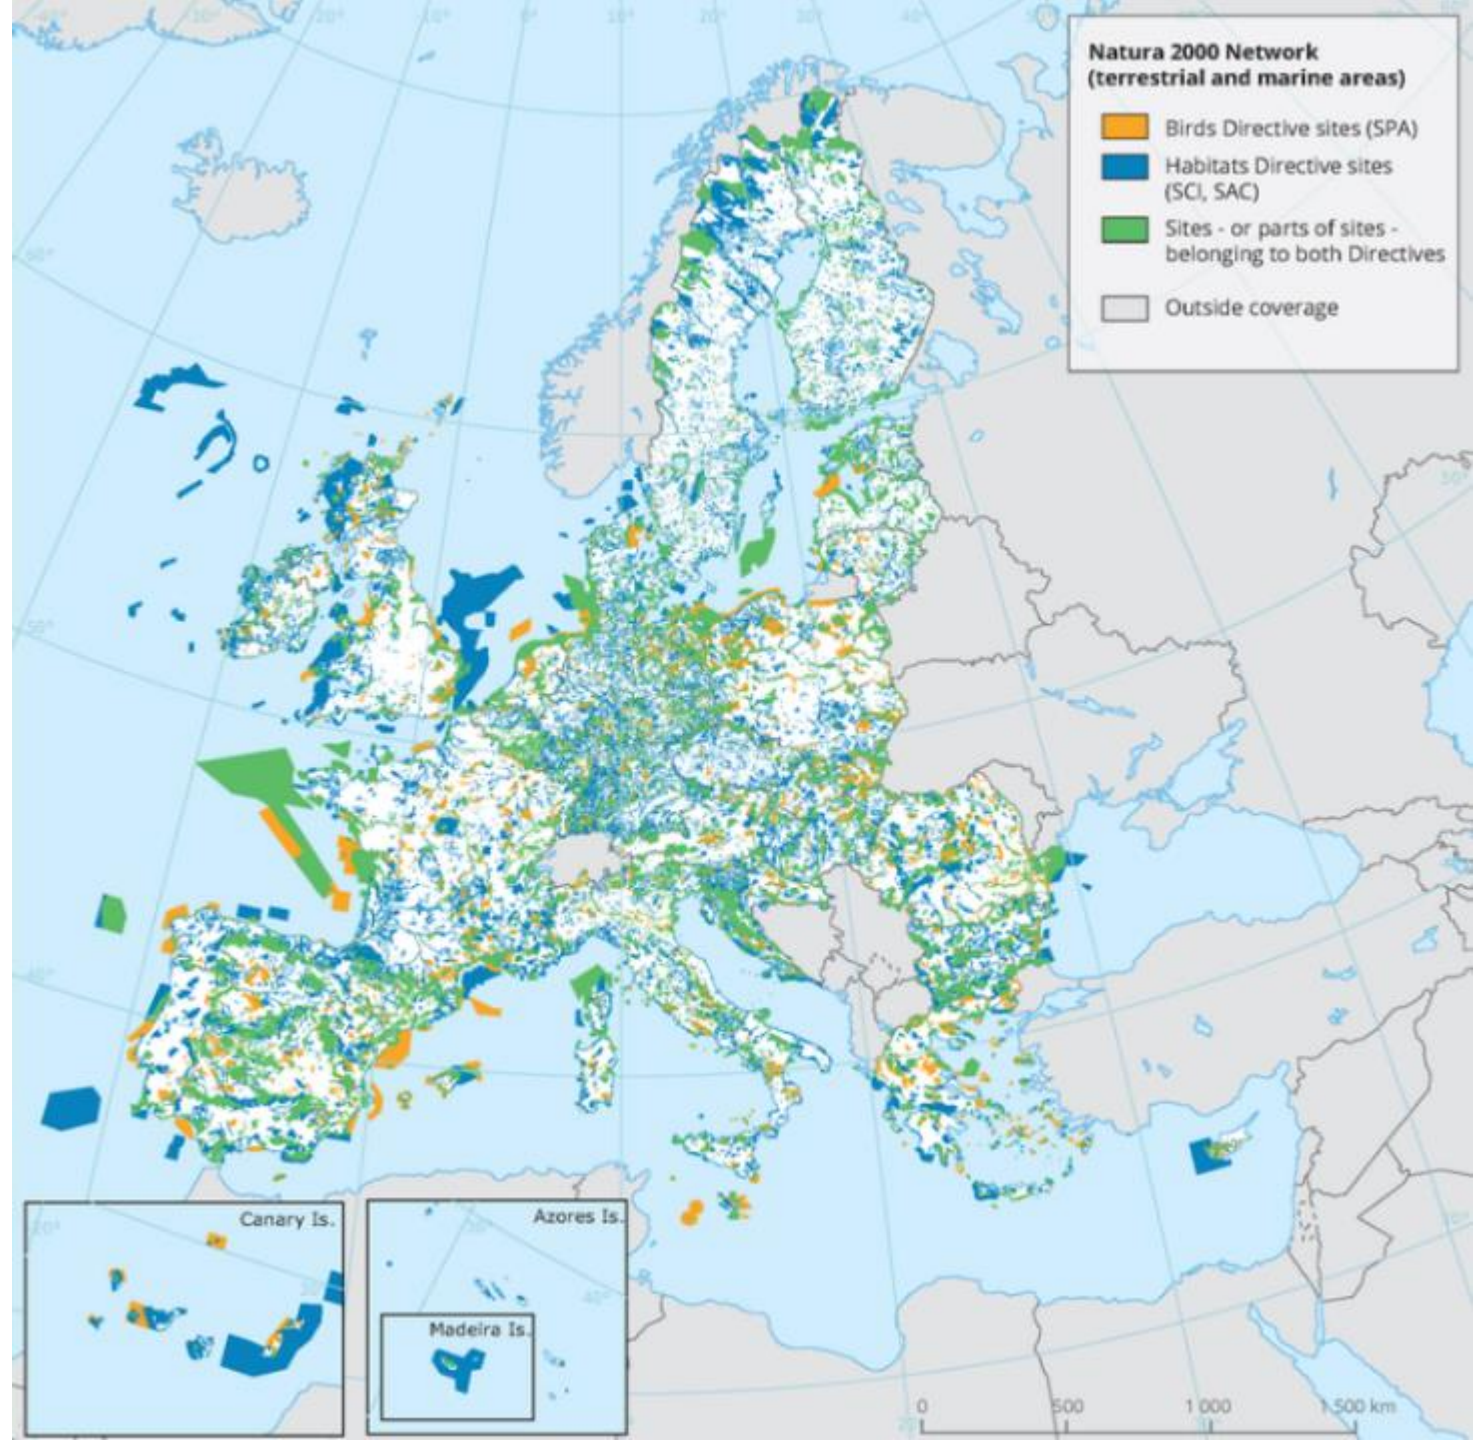 Natura 2000 Network
(terrestrial and marine areas)
Birds Directive sites (SPA)
Habitats Directive sites
(SCI, SAC)
Sites - or parts of sites -
belonging to both Directives
Outside coverage
Canary Is.
Azores Is.
Madeira Is.
0 500 1 000 1 500 km